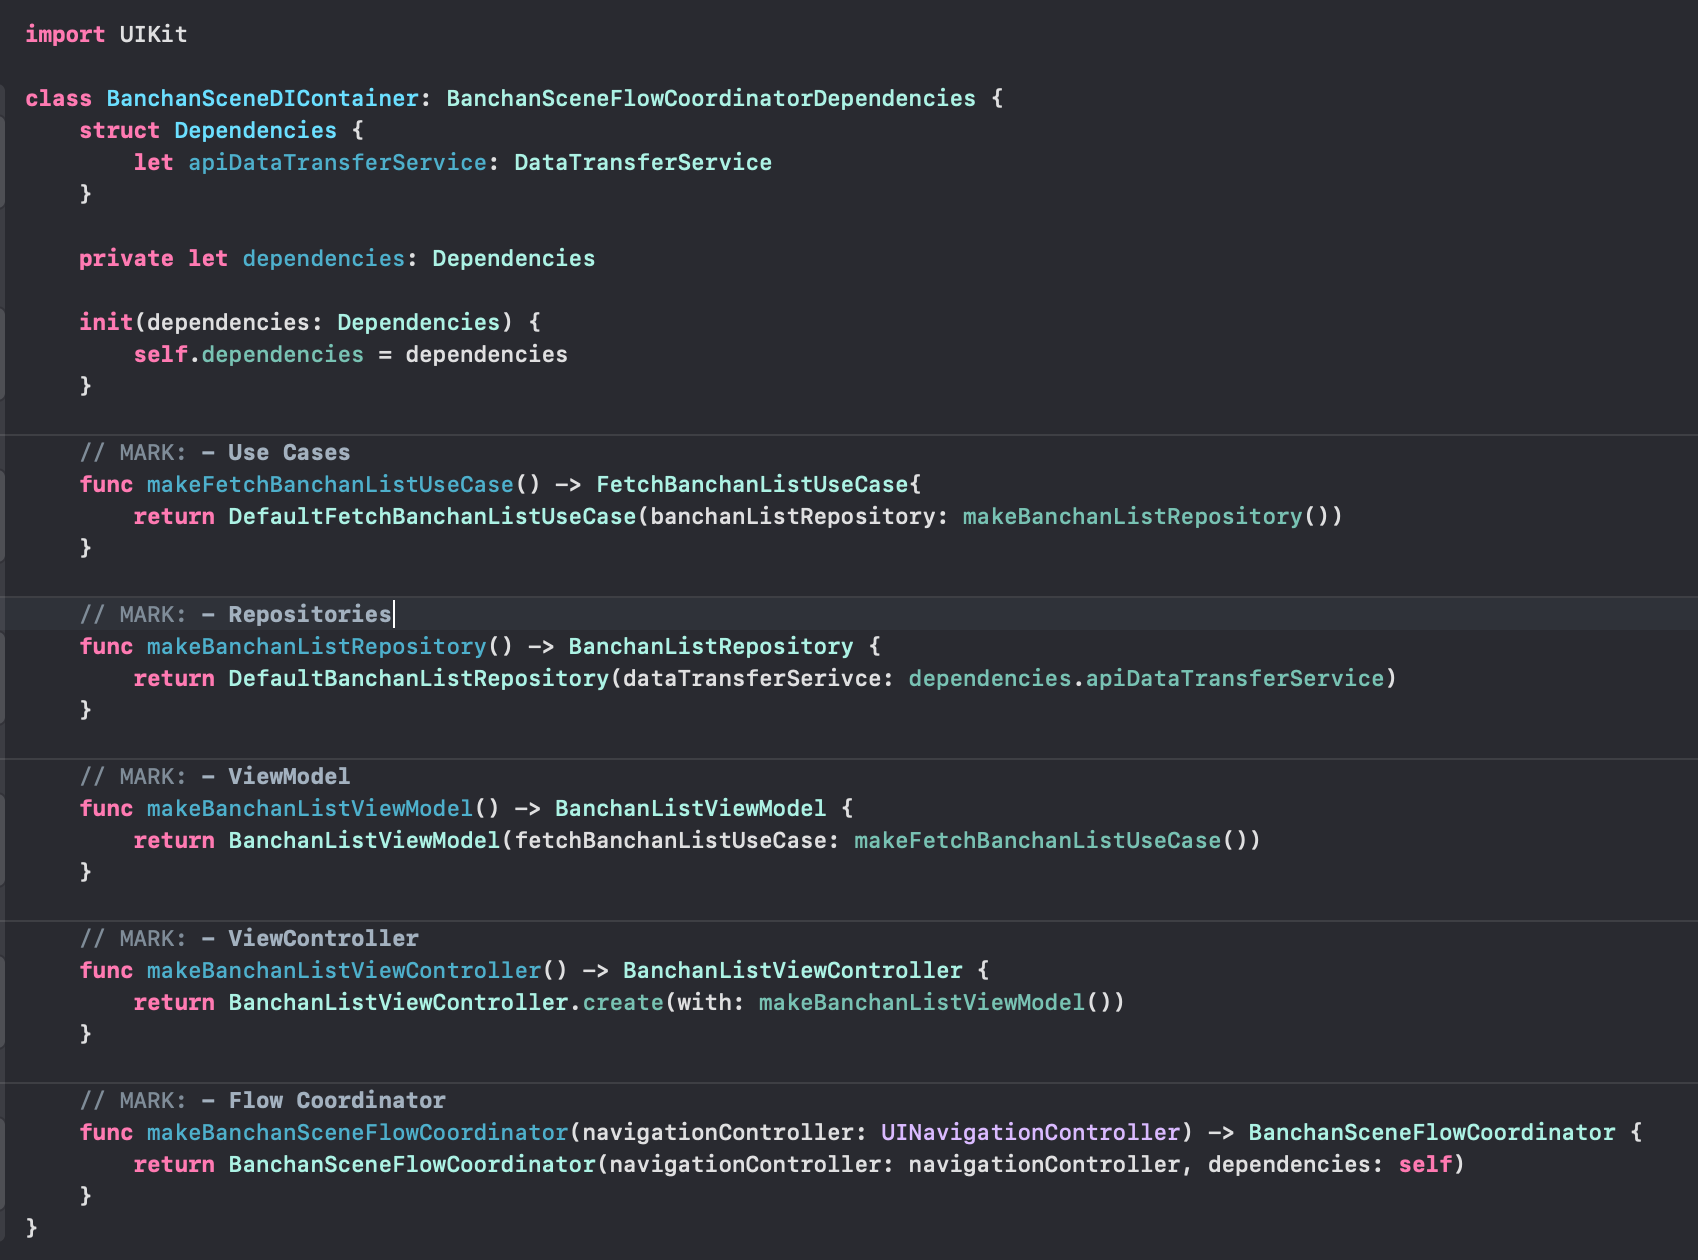 import UIKit
class BanchanSceneDIContainer: BanchanSceneFlowCoordinatorDependencies {
struct Dependencies {
let apiDataTransferService: DataTransferService
}
private let dependencies: Dependencies
init(dependencies: Dependencies) {
self.dependencies = dependencies
}
// MARK: - Use Cases
func makeFetchBanchanListUseCase() -> FetchBanchanListUseCase{
return DefaultFetchBanchanListUseCase(banchanListRepository: makeBanchanListRepository())
}
// MARK: - Repositories
func makeBanchanListRepository() -> BanchanListRepository {
return DefaultBanchanListRepository(dataTransferSerivce: dependencies.apiDataTransferService)
}
// MARK: - ViewModel
func makeBanchanListViewModel() -> BanchanListViewModel {
return BanchanListViewModel(fetchBanchanListUseCase: makeFetchBanchanListUseCase())
}
// MARK: - ViewController
func makeBanchanListViewController() -> BanchanListViewController {
return BanchanListViewController.create(with: makeBanchanListViewModel())
}
// MARK: - Flow Coordinator
func makeBanchanSceneFlowCoordinator(navigationController: UINavigationController) -> BanchanSceneFlowCoordinator {
return BanchanSceneFlowCoordinator(navigationController: navigationController, dependencies: self)
}
}